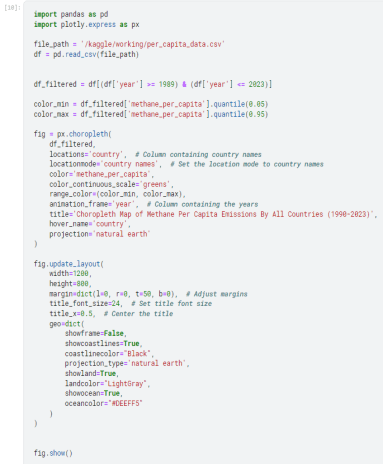 [10]:
import pandas as pd
import plotly.express as px
file_path = '/kaggle/working/per_capita_data.csv'
df = pd.read_csv(file_path)
df_filtered = df[(df['year'] >= 1989) & (df['year'] <= 2023)]
color_min = df_filtered['methane_per_capita'].quantile(0.05)
color_max = df_filtered['methane_per_capita'].quantile(0.95)
fig = px.choropleth(
df_filtered,
locations='country',  # Column containing country names
locationmode='country names',  # Set the location mode to country names
color='methane_per_capita',
color_continuous_scale='greens',
range_color=(color_min, color_max),
animation_frame='year',  # Column containing the years
title='Choropleth Map of Methane Per Capita Emissions By All Countries (1990-2023)',
hover_name='country',
projection='natural earth'
)
fig.update_layout(
width=1200,
height=800,
margin=dict(l=0, r=0, t=50, b=0),  # Adjust margins
title_font_size=24,  # Set title font size
title_x=0.5,  # Center the title
geo=dict(
showframe=False,
showcoastlines=True,
coastlinecolor="Black",
projection_type='natural earth',
showland=True,
landcolor="LightGray",
showocean=True,
oceancolor="#DEEFF5"
)
)
fig.show()